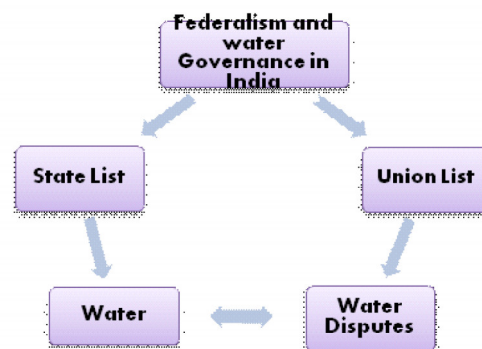 Federalism and
water
Governance in
India
State List
Union List
Water
Water
Disputes